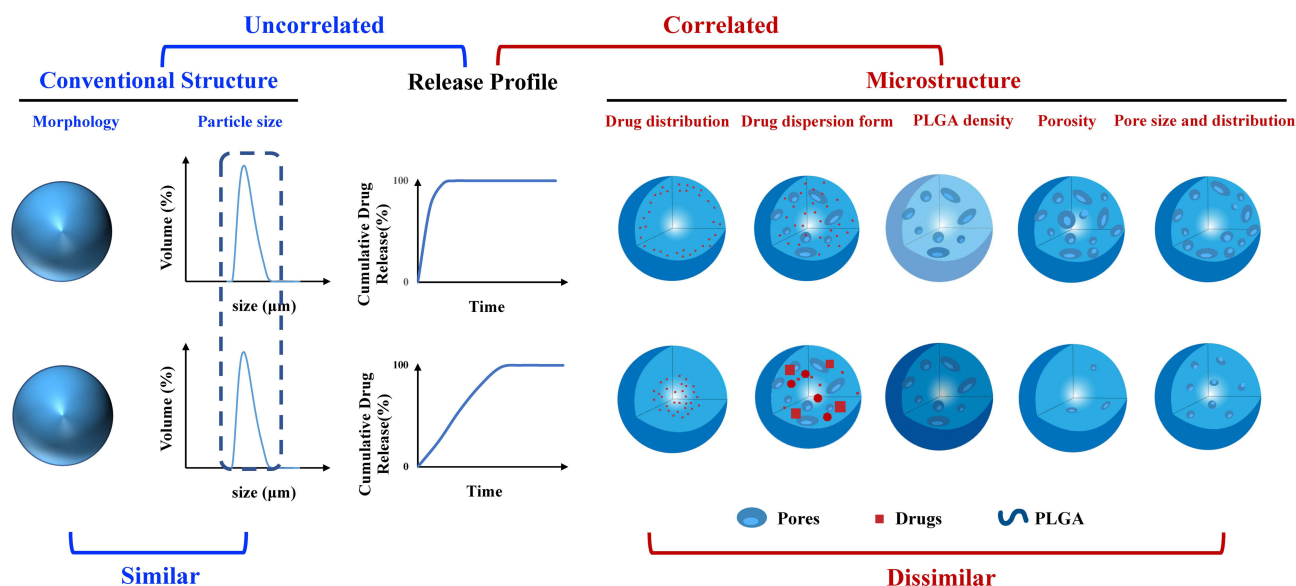 Uncorrelated
Correlated
Conventional Structure
Release Profile
Microstructure
Morphology
Particle size
Drug distribution
Drug dispersion form
PLGA density
Porosity
Pore size and distribution
Volume (%)
size (μm)
Cumulative Drug
Release(%)
100
0
Time
Volume (%)
size (μm)
Cumulative Drug
Release(%)
100
0
Time
Pores
Drugs
PLGA
Similar
Dissimilar